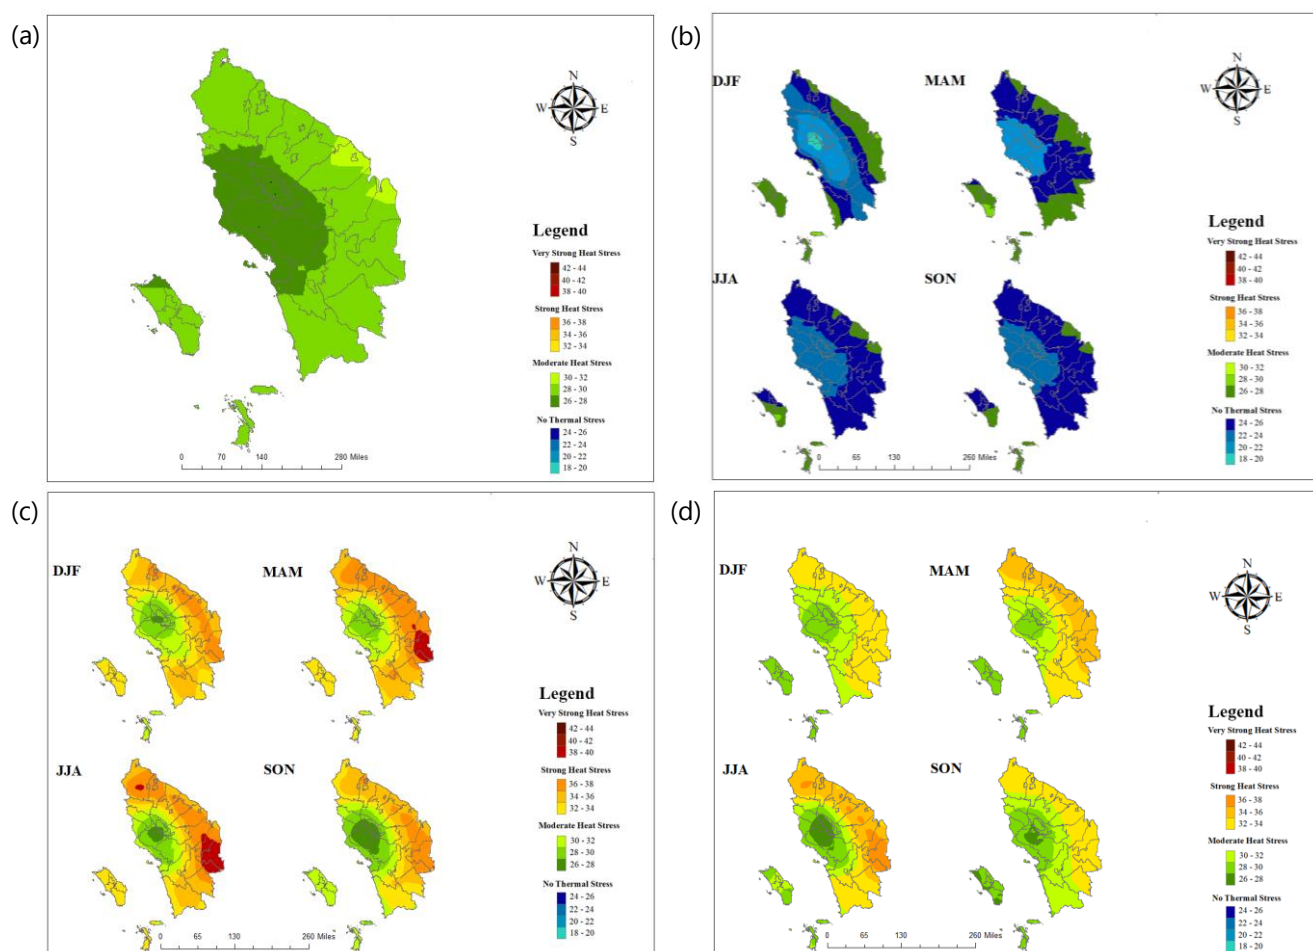 (a)
N
W E
S
Legend
Very Strong Heat Stress
42 - 44
40 - 42
38 - 40
Strong Heat Stress
36 - 38
34 - 36
32 - 34
Moderate Heat Stress
30 - 32
28 - 30
26 - 28
No Thermal Stress
24 - 26
22 - 24
20 - 22
18 - 20
0 70 140 280 Miles
(b)
DJF MAM
N
W E
S
JJA SON
Legend
Very Strong Heat Stress
42 - 44
40 - 42
38 - 40
Strong Heat Stress
36 - 38
34 - 36
32 - 34
Moderate Heat Stress
30 - 32
28 - 30
26 - 28
No Thermal Stress
24 - 26
22 - 24
20 - 22
18 - 20
0 65 130 260 Miles
(c)
DJF MAM
N
W E
S
JJA SON
Legend
Very Strong Heat Stress
42 - 44
40 - 42
38 - 40
Strong Heat Stress
36 - 38
34 - 36
32 - 34
Moderate Heat Stress
30 - 32
28 - 30
26 - 28
No Thermal Stress
24 - 26
22 - 24
20 - 22
18 - 20
0 65 130 260 Miles
(d)
DJF MAM
N
W E
S
JJA SON
Legend
Very Strong Heat Stress
42 - 44
40 - 42
38 - 40
Strong Heat Stress
36 - 38
34 - 36
32 - 34
Moderate Heat Stress
30 - 32
28 - 30
26 - 28
No Thermal Stress
24 - 26
22 - 24
20 - 22
18 - 20
0 65 130 260 Miles